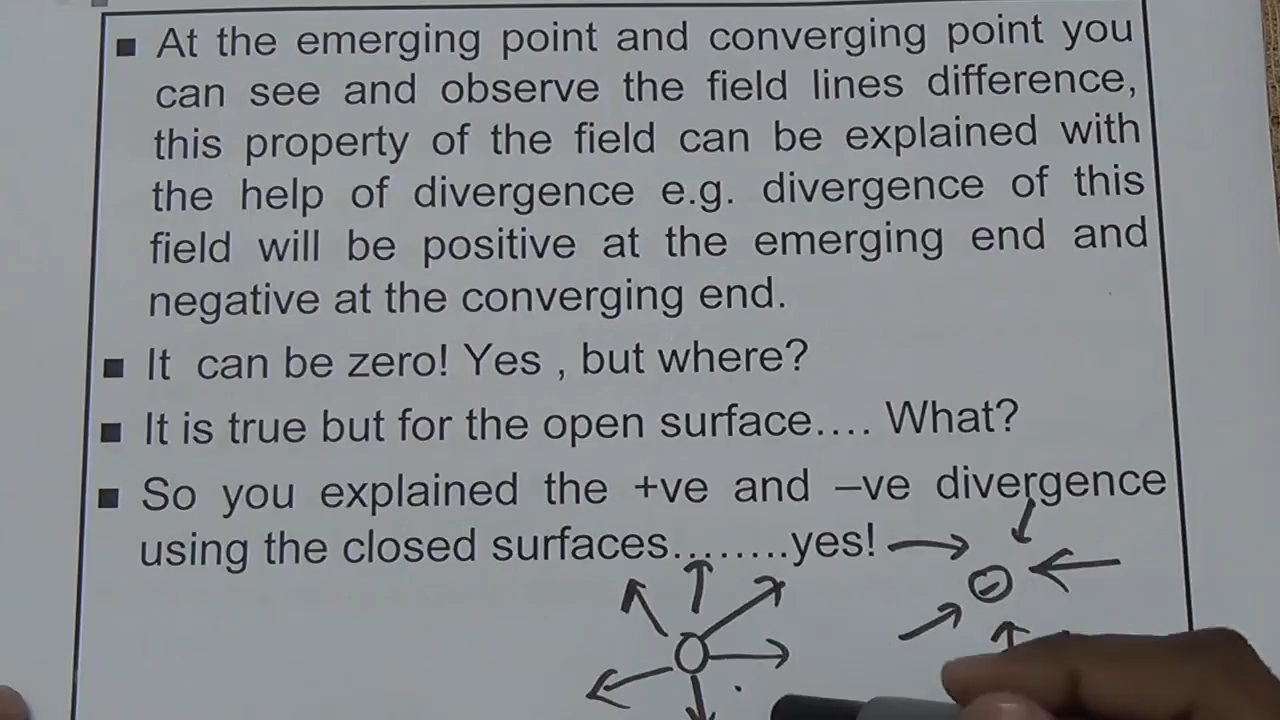 ▪ At the emerging point and converging point you
can see and observe the field lines difference,
this property of the field can be explained with
the help of divergence e.g. divergence of this
field will be positive at the emerging end and
negative at the converging end.
▪ It can be zero! Yes , but where?
▪ It is true but for the open surface…. What?
▪ So you explained the +ve and –ve divergence
using the closed surfaces……..yes!
-